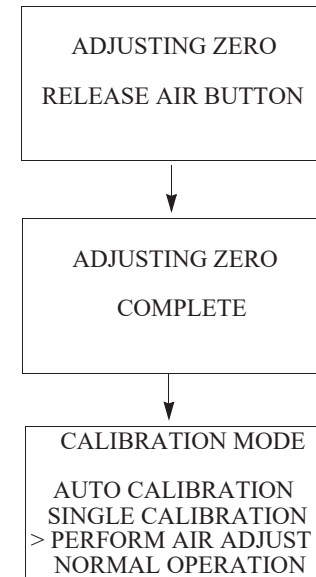 ADJUSTING ZERO
RELEASE AIR BUTTON
ADJUSTING ZERO
COMPLETE
CALIBRATION MODE
AUTO CALIBRATION
SINGLE CALIBRATION
> PERFORM AIR ADJUST
NORMAL OPERATION